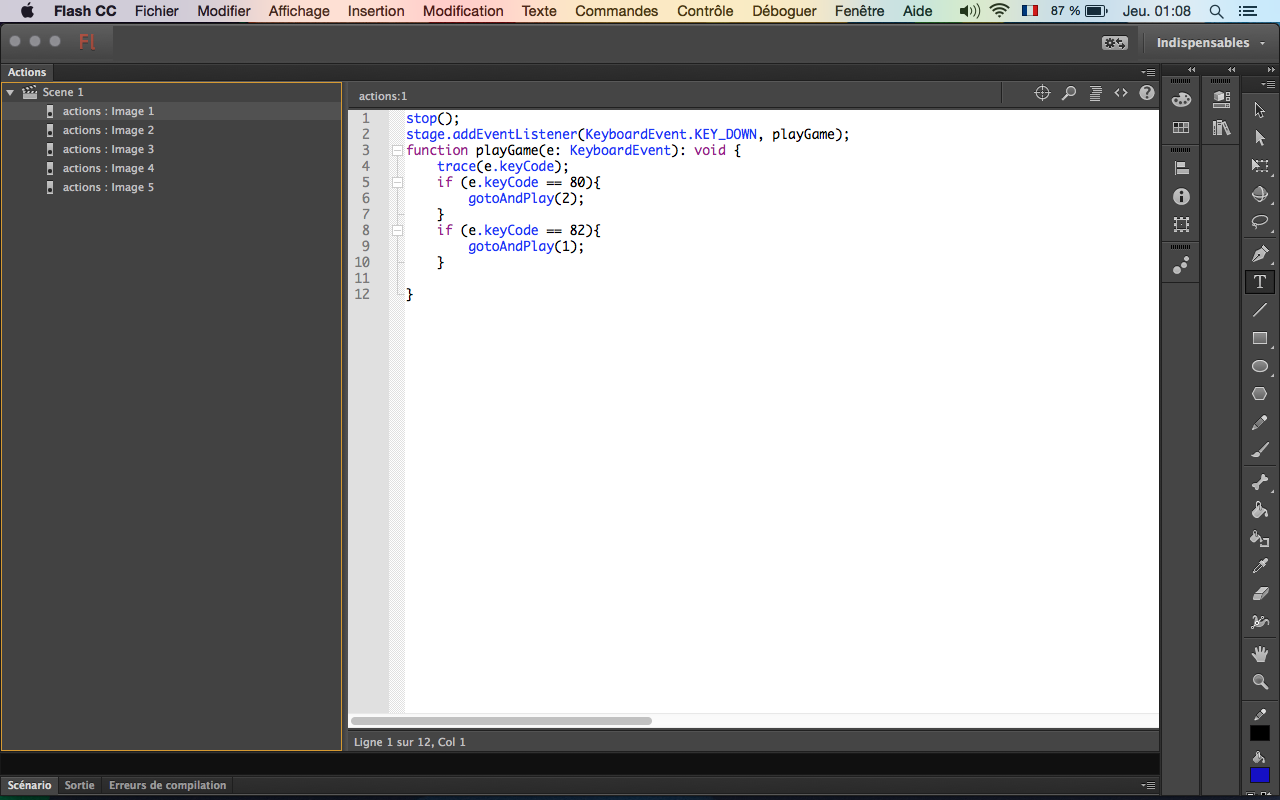 Flash CC Fichier Modifier Affichage Insertion Modification Texte Commandes Contrôle Déboguer Fenêtre Aide 87 % Jeu. 01:08
Fl Indispensables
Actions
Scene 1
actions : Image 1
actions : Image 2
actions : Image 3
actions : Image 4
actions : Image 5
actions:1
1 stop();
2 stage.addEventListener(KeyboardEvent.KEY_DOWN, playGame);
3 function playGame(e: KeyboardEvent): void {
4 trace(e.keyCode);
5 if (e.keyCode == 80){
6 gotoAndPlay(2);
7 }
8 if (e.keyCode == 82){
9 gotoAndPlay(1);
10 }
11
12 }
Ligne 1 sur 12, Col 1
Scénario Sortie Erreurs de compilation